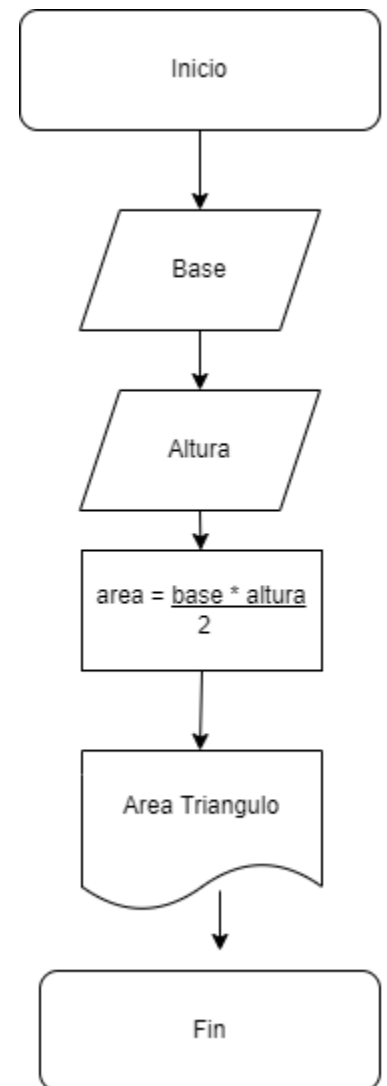 Inicio
Base
Altura
area = base * altura
2
Area Triangulo
Fin